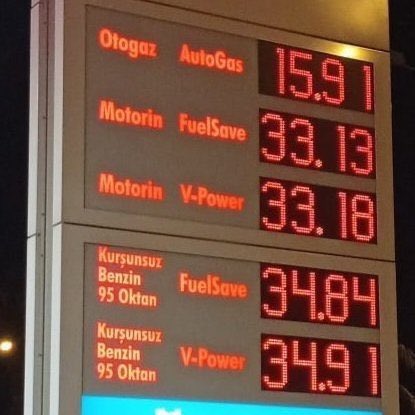 Otogaz AutoGas 15.91
Motorin FuelSave 33.13
Motorin V-Power 33.18
Kurşunsuz
Benzin FuelSave 34.84
95 Oktan
Kurşunsuz
Benzin V-Power 34.91
95 Oktan